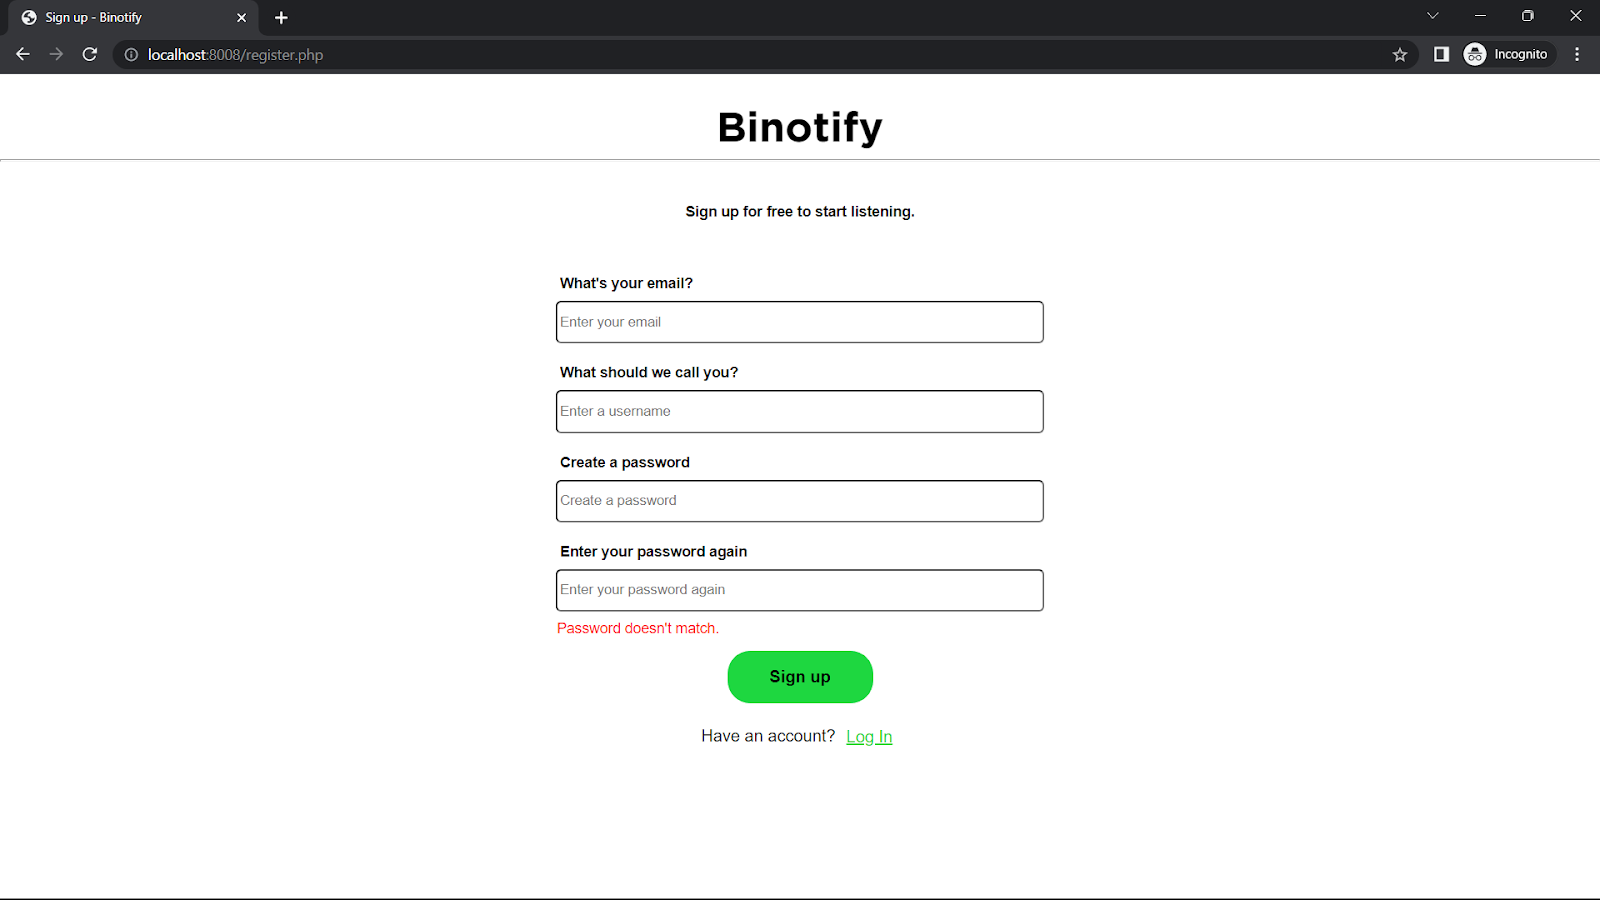 Sign up - Binotify
localhost:8008/register.php
Incognito
Binotify
Sign up for free to start listening.
What's your email?
Enter your email
What should we call you?
Enter a username
Create a password
Create a password
Enter your password again
Enter your password again
Password doesn't match.
Sign up
Have an account? Log In